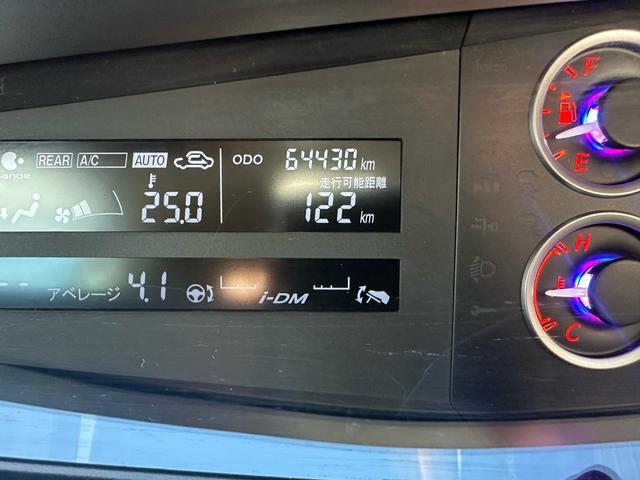 REAR A/C AUTO
nanoe
25.0
ODO 64430 km
走行可能距離
122 km
アベレージ 4.1
i-DM
F
E
H
C